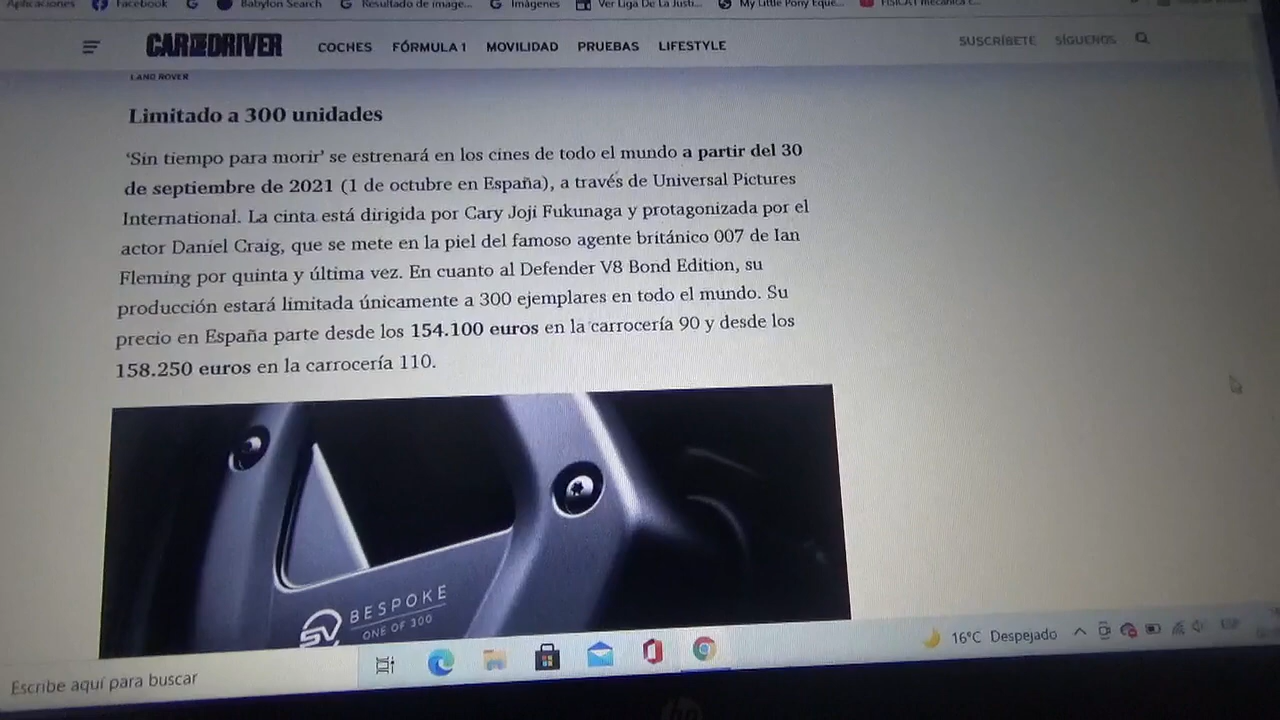 Aplicaciones Facebook G Babylon Search G Resultado de image... G Imágenes Ver Liga De La Justi... My Little Pony Eque...
CAR AND DRIVER COCHES FÓRMULA 1 MOVILIDAD PRUEBAS LIFESTYLE SUSCRÍBETE SÍGUENOS
LAND ROVER
Limitado a 300 unidades
'Sin tiempo para morir' se estrenará en los cines de todo el mundo a partir del 30
de septiembre de 2021 (1 de octubre en España), a través de Universal Pictures
International. La cinta está dirigida por Cary Joji Fukunaga y protagonizada por el
actor Daniel Craig, que se mete en la piel del famoso agente británico 007 de Ian
Fleming por quinta y última vez. En cuanto al Defender V8 Bond Edition, su
producción estará limitada únicamente a 300 ejemplares en todo el mundo. Su
precio en España parte desde los 154.100 euros en la carrocería 90 y desde los
158.250 euros en la carrocería 110.
SV BESPOKE
ONE OF 300
Escribe aquí para buscar 16°C Despejado
hp